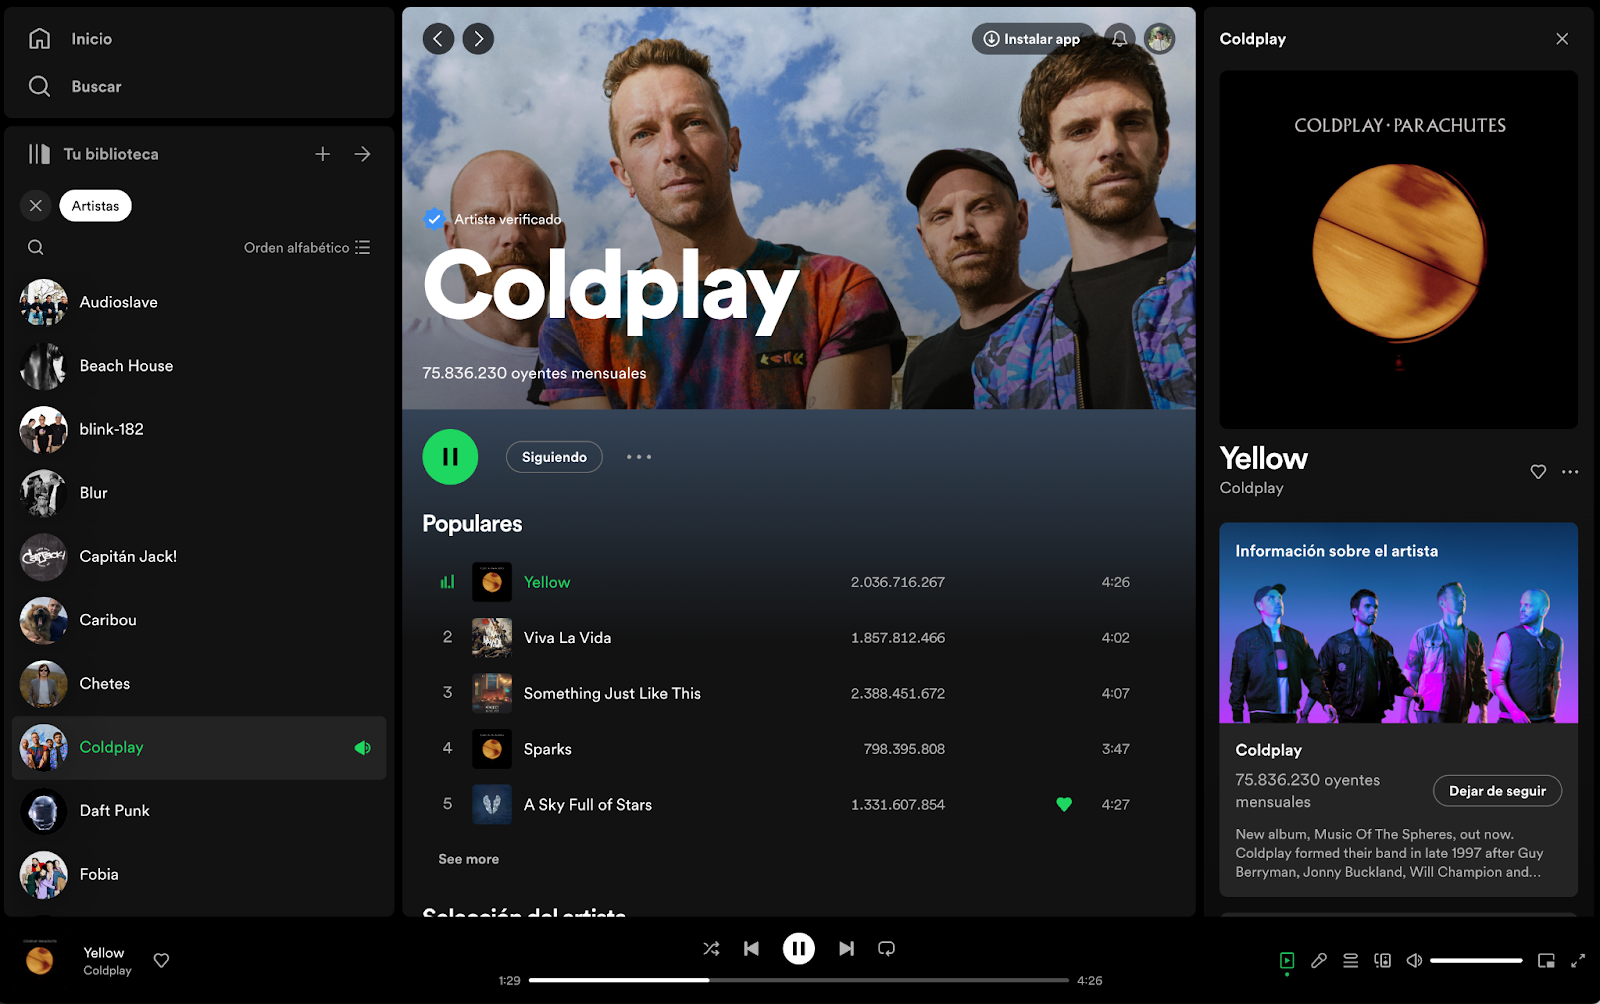 Inicio
Buscar
Tu biblioteca
Artistas
Orden alfabético
Audioslave
Beach House
blink-182
Blur
Capitán Jack!
Caribou
Chetes
Coldplay
Daft Punk
Fobia
Instalar app
Artista verificado
Coldplay
75.836.230 oyentes mensuales
Siguiendo
Populares
Yellow 2.036.716.267 4:26
2 Viva La Vida 1.857.812.466 4:02
3 Something Just Like This 2.388.451.672 4:07
4 Sparks 798.395.808 3:47
5 A Sky Full of Stars 1.331.607.854 4:27
See more
Selección del artista
Coldplay
COLDPLAY · PARACHUTES
Yellow
Coldplay
Información sobre el artista
Coldplay
75.836.230 oyentes
mensuales
Dejar de seguir
New album, Music Of The Spheres, out now.
Coldplay formed their band in late 1997 after Guy
Berryman, Jonny Buckland, Will Champion and...
Yellow
Coldplay
1:29
4:26